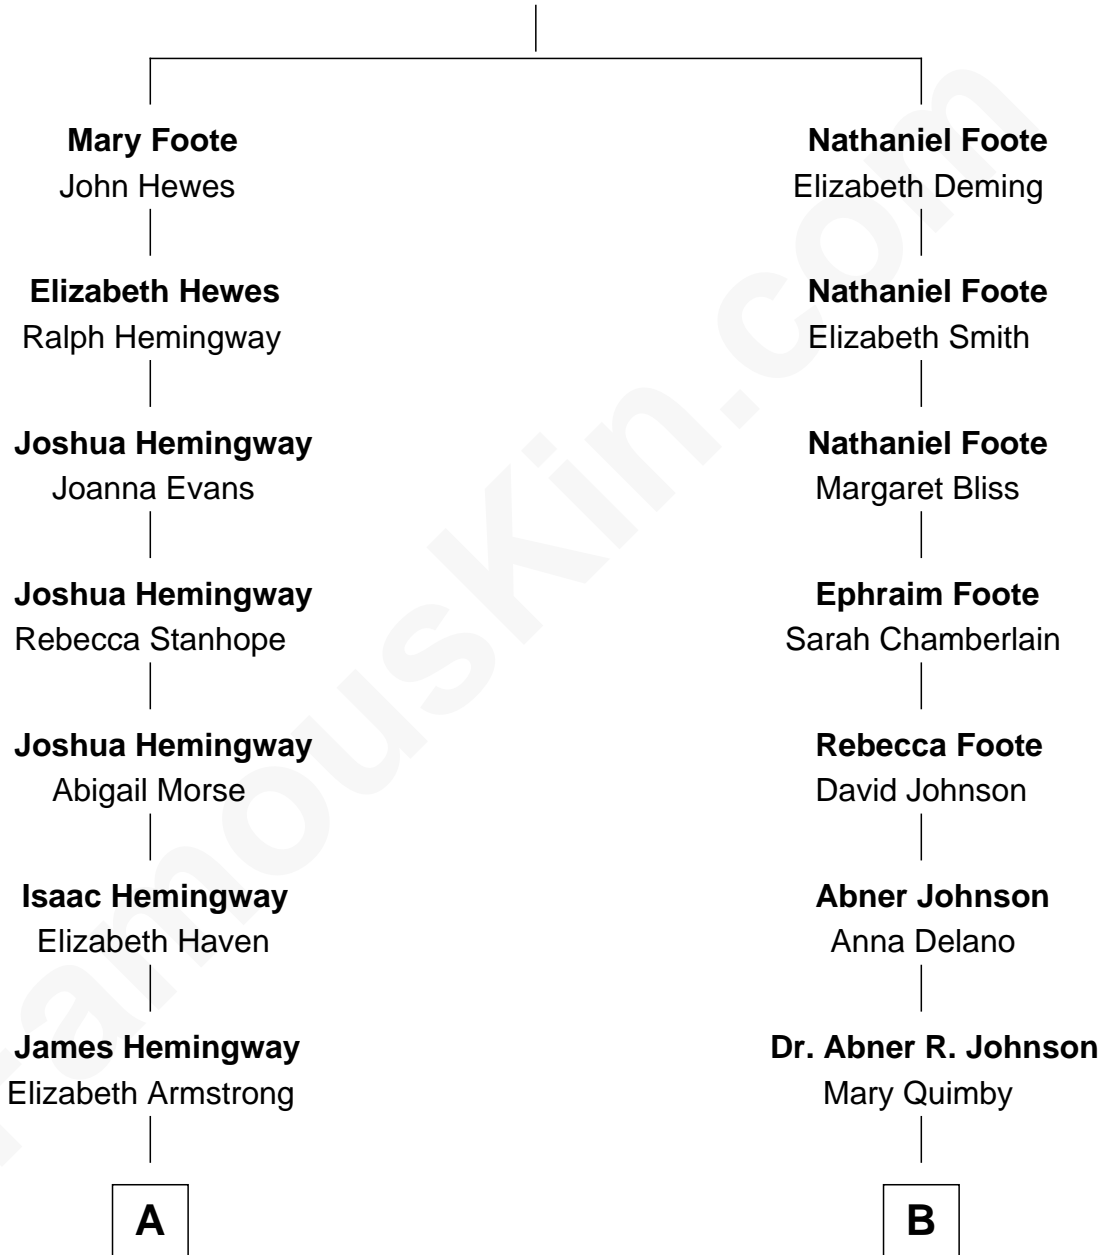 Mary Foote
John Hewes
Elizabeth Hewes
Ralph Hemingway
Joshua Hemingway
Joanna Evans
Joshua Hemingway
Rebecca Stanhope
Joshua Hemingway
Abigail Morse
Isaac Hemingway
Elizabeth Haven
James Hemingway
Elizabeth Armstrong
A
Nathaniel Foote
Elizabeth Deming
Nathaniel Foote
Elizabeth Smith
Nathaniel Foote
Margaret Bliss
Ephraim Foote
Sarah Chamberlain
Rebecca Foote
David Johnson
Abner Johnson
Anna Delano
Dr. Abner R. Johnson
Mary Quimby
B
famouskin.com